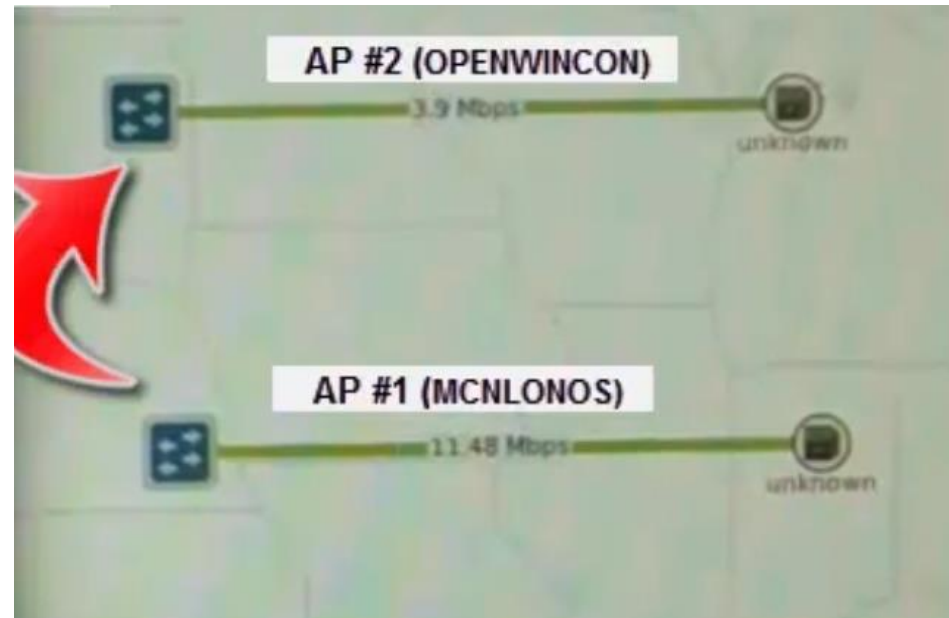 AP #2 (OPENWINCON)
3.9 Mbps
unknown
AP #1 (MCNLONOS)
11.48 Mbps
unknown